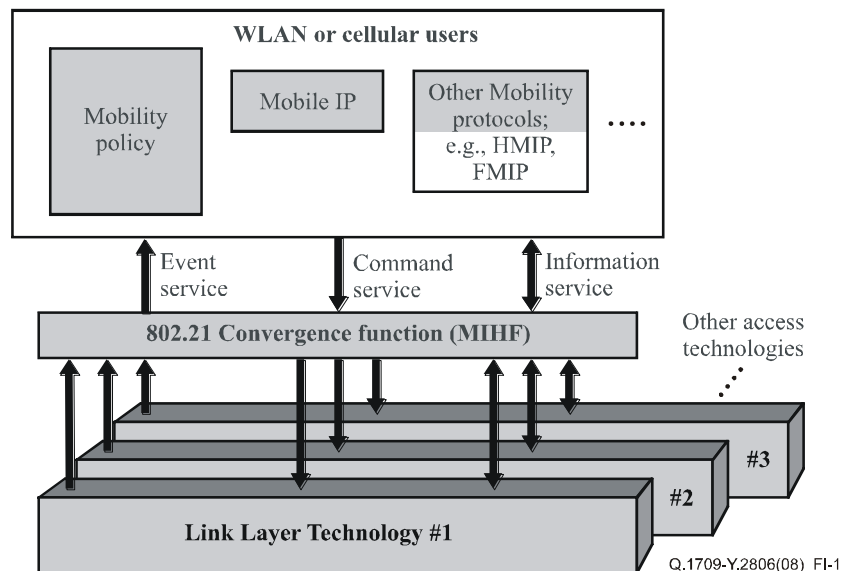 WLAN or cellular users
Mobility
policy
Mobile IP
Other Mobility
protocols;
e.g., HMIP,
FMIP
....
Event
service
Command
service
Information
service
802.21 Convergence function (MIHF)
Other access
technologies
#3
#2
Link Layer Technology #1
Q.1709-Y.2806(08)_FI-1